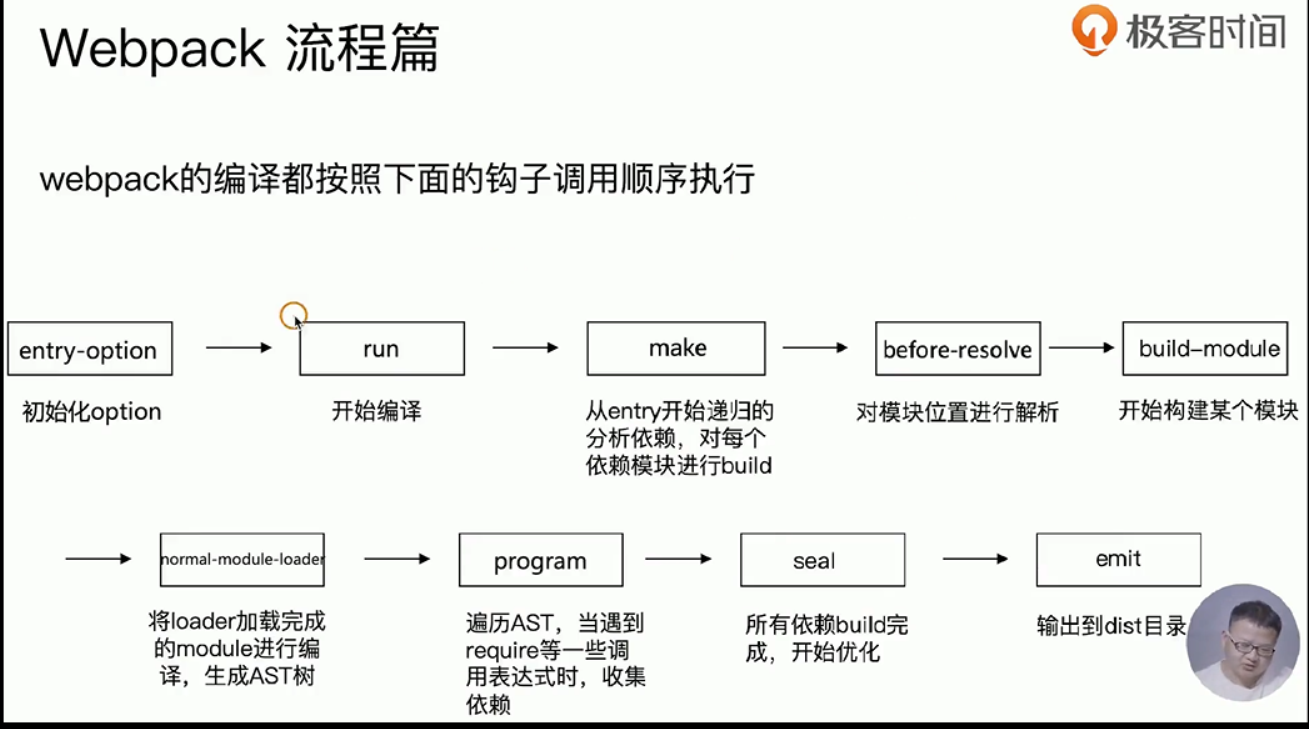 Webpack 流程篇
极客时间
webpack的编译都按照下面的钩子调用顺序执行
entry-option
run
make
before-resolve
build-module
初始化option
开始编译
从entry开始递归的
分析依赖，对每个
依赖模块进行build
对模块位置进行解析
开始构建某个模块
normal-module-loader
program
seal
emit
将loader加载完成
的module进行编
译，生成AST树
遍历AST，当遇到
require等一些调
用表达式时，收集
依赖
所有依赖build完
成，开始优化
输出到dist目录